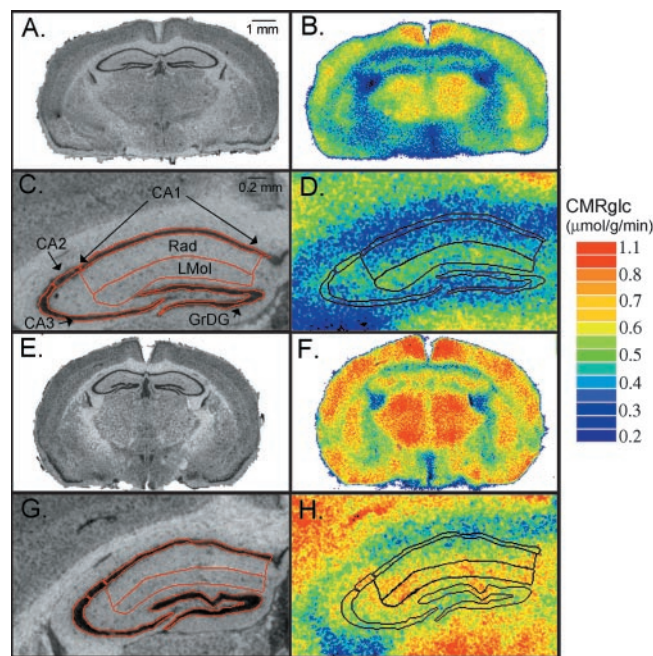 A.
1 mm
B.
C.
CA1
0.2 mm
CA2
Rad
LMol
CA3
GrDG
D.
CMRglc
(μmol/g/min)
1.1
0.8
0.7
0.6
0.5
0.4
0.3
0.2
E.
F.
G.
H.